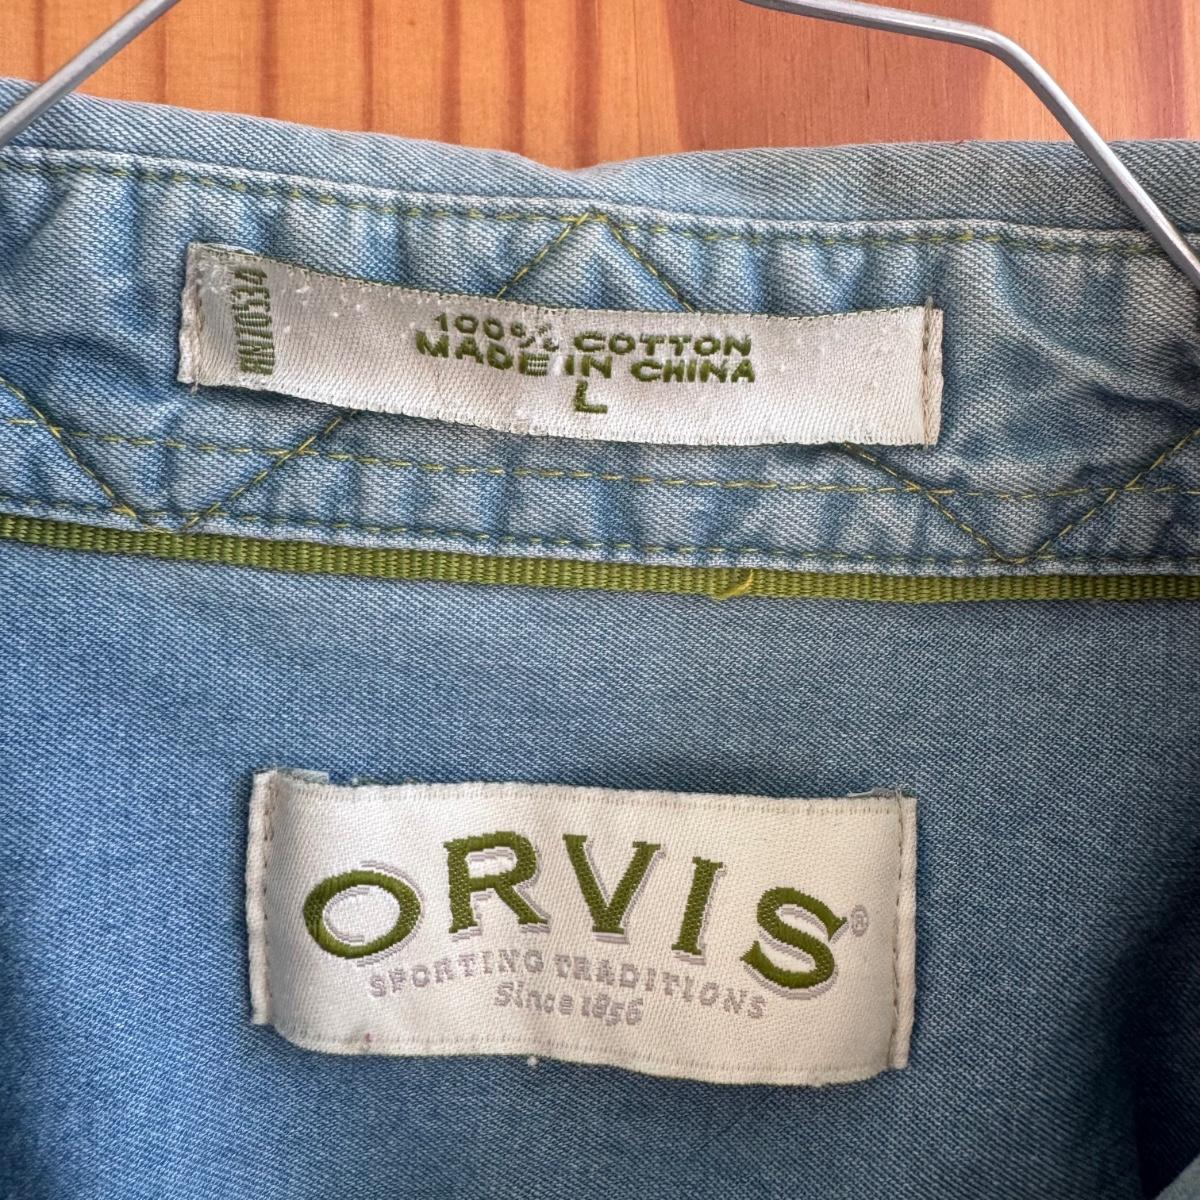 100% COTTON
MADE IN CHINA
L
ORVIS®
SPORTING TRADITIONS
Since 1856